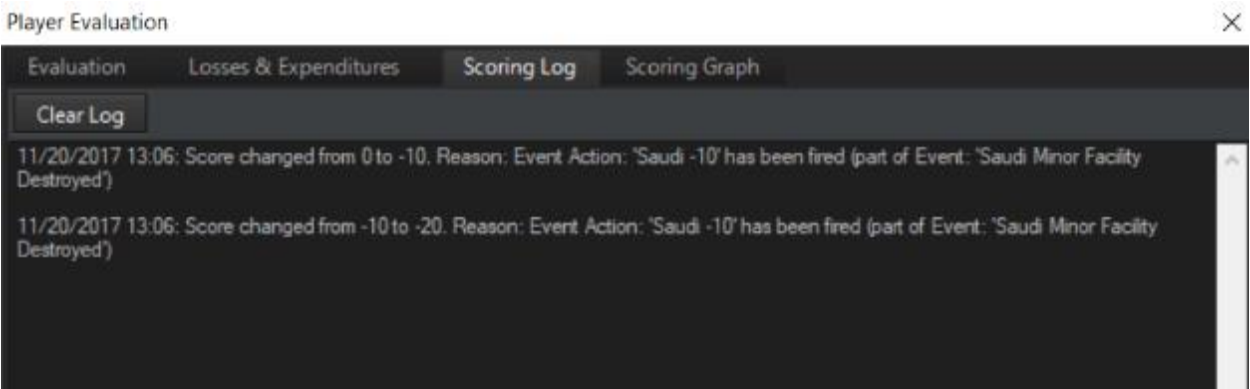 Player Evaluation
Evaluation Losses & Expenditures Scoring Log Scoring Graph
Clear Log
11/20/2017 13:06: Score changed from 0 to -10. Reason: Event Action: 'Saudi -10' has been fired (part of Event: 'Saudi Minor Facility
Destroyed')
11/20/2017 13:06: Score changed from -10 to -20. Reason: Event Action: 'Saudi -10' has been fired (part of Event: 'Saudi Minor Facility
Destroyed')